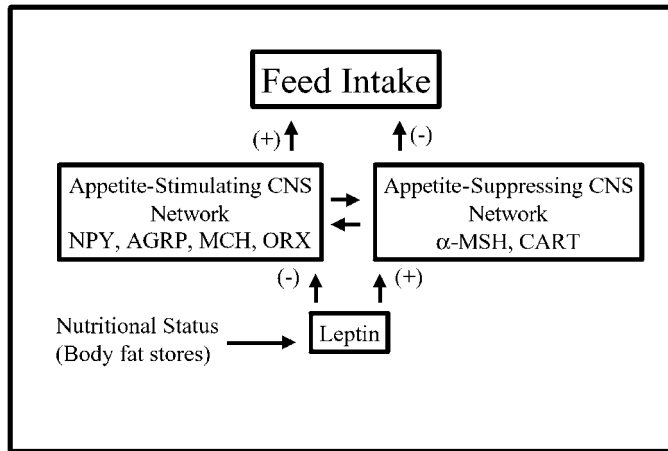 Feed Intake
(+)
(-)
Appetite-Stimulating CNS
Network
NPY, AGRP, MCH, ORX
Appetite-Suppressing CNS
Network
α-MSH, CART
(-)
(+)
Nutritional Status
(Body fat stores)
Leptin